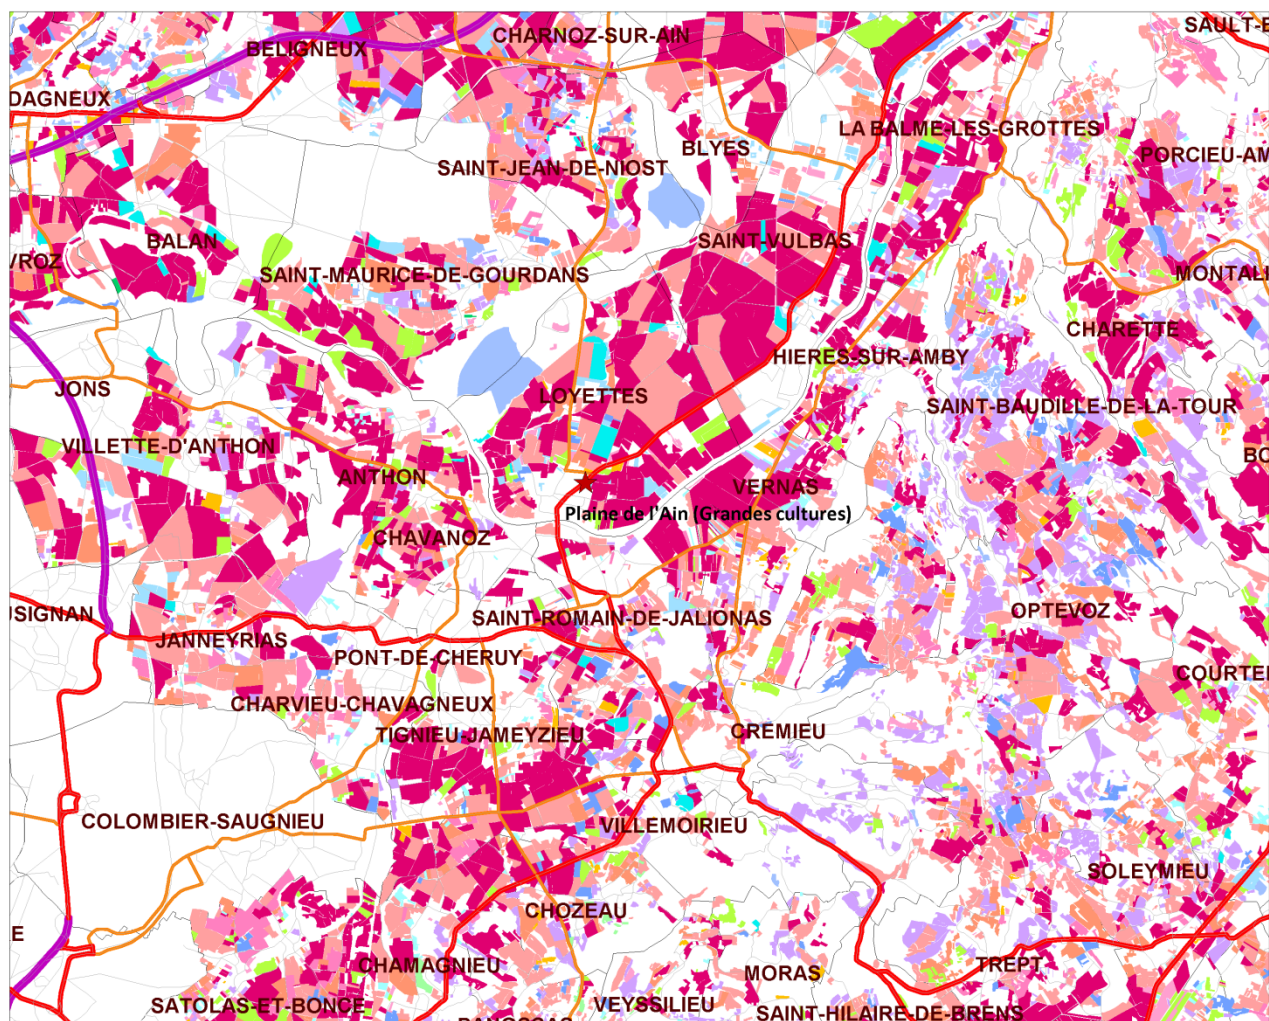 SAULT-B
CHARNOZ-SUR-AIN
BELIGNEUX
DAGNEUX
LA BALME-LES-GROTTES
BLYES
PORCIEU-AM
SAINT-JEAN-DE-NIOST
BALAN
SAINT-VULBAS
VROZ
SAINT-MAURICE-DE-GOURDANS
MONTALI
CHARETTE
HIERES-SUR-AMBY
JONS
LOYETTES
SAINT-BAUDILLE-DE-LA-TOUR
VILLETTE-D'ANTHON
BO
ANTHON
VERNAS
Plaine de l'Ain (Grandes cultures)
CHAVANOZ
USIGNAN
OPTEVOZ
SAINT-ROMAIN-DE-JALIONAS
JANNEYRIAS
PONT-DE-CHERUY
COURTE
CHARVIEU-CHAVAGNEUX
CREMIEU
TIGNIEU-JAMEYZIEU
COLOMBIER-SAUGNIEU
VILLEMOIRIEU
SOLEYMIEU
CHOZEAU
E
CHAMAGNIEU
TREPT
MORAS
SATOLAS-ET-BONCE
VEYSSILIEU
SAINT-HILAIRE-DE-BRENS